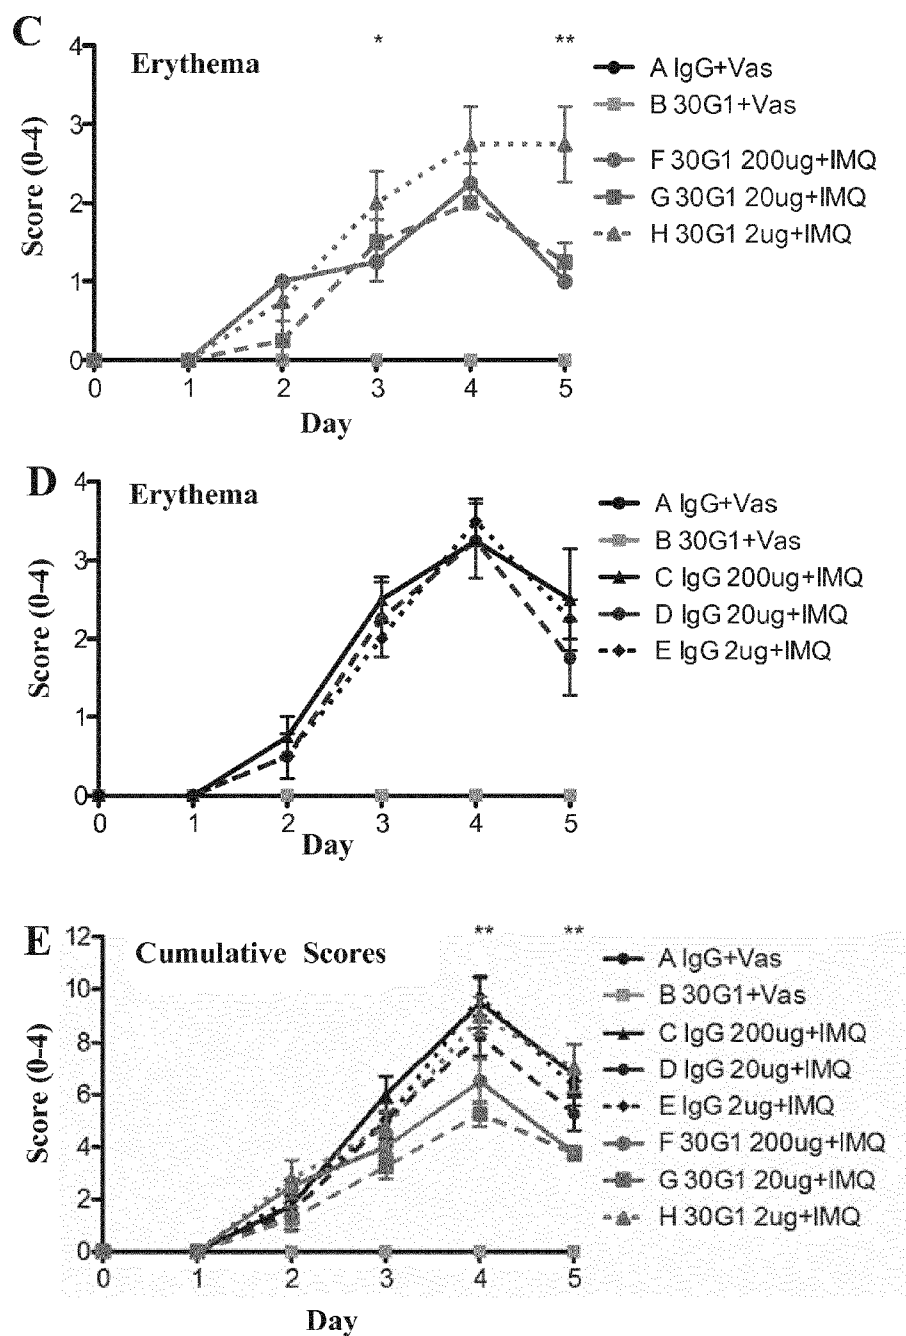 C
Erythema
* **
4
3
2
1
0
Score (0-4)
0 1 2 3 4 5
Day
A IgG+Vas
B 30G1+Vas
F 30G1 200ug+IMQ
G 30G1 20ug+IMQ
H 30G1 2ug+IMQ
D
Erythema
4
3
2
1
0
Score (0-4)
0 1 2 3 4 5
Day
A IgG+Vas
B 30G1+Vas
C IgG 200ug+IMQ
D IgG 20ug+IMQ
E IgG 2ug+IMQ
E
Cumulative Scores
** **
12
10
8
6
4
2
0
Score (0-4)
0 1 2 3 4 5
Day
A IgG+Vas
B 30G1+Vas
C IgG 200ug+IMQ
D IgG 20ug+IMQ
E IgG 2ug+IMQ
F 30G1 200ug+IMQ
G 30G1 20ug+IMQ
H 30G1 2ug+IMQ